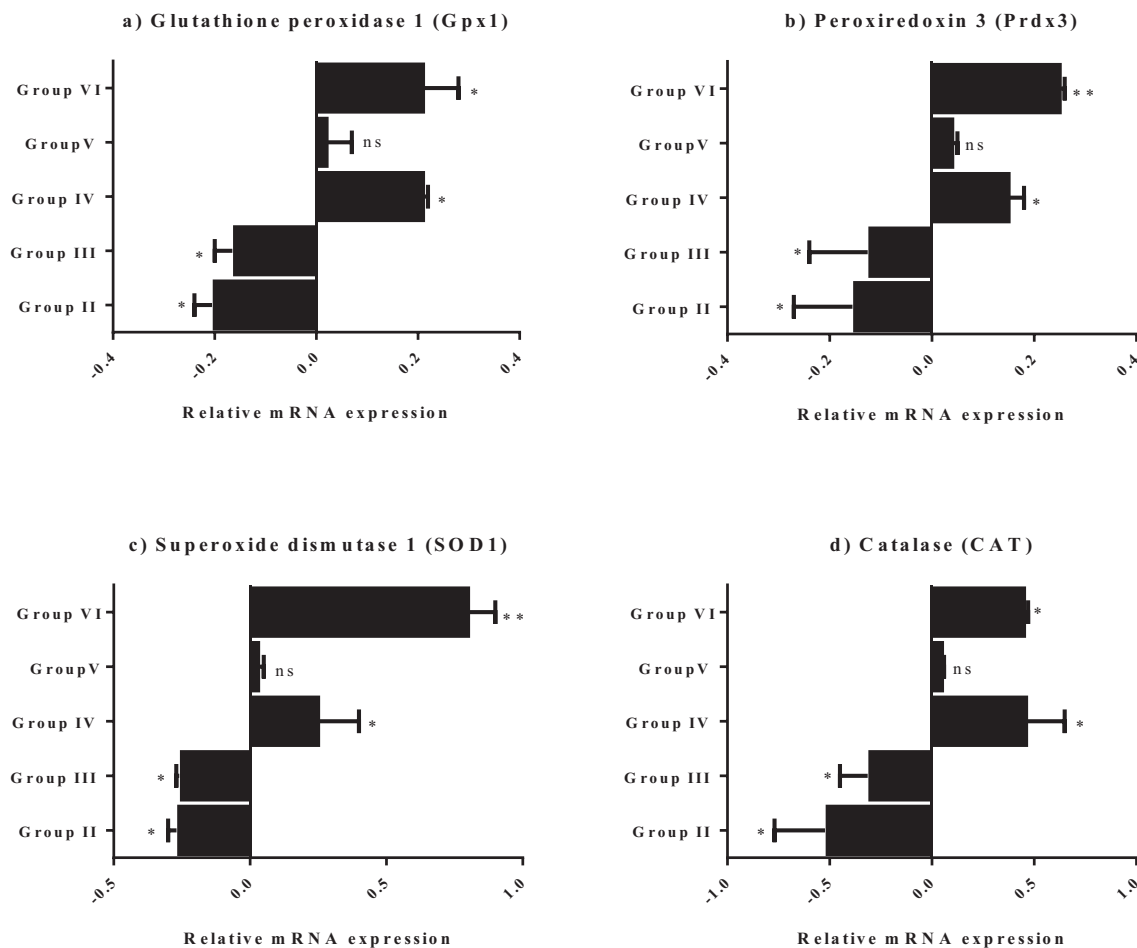 a) Glutathione peroxidase 1 (Gpx1)
Group VI
*
GroupV
ns
Group IV
*
Group III
*
Group II
*
-0.4
-0.2
0.0
0.2
0.4
Relative mRNA expression
b) Peroxiredoxin 3 (Prdx3)
Group VI
**
GroupV
ns
Group IV
*
Group III
*
Group II
*
-0.4
-0.2
0.0
0.2
0.4
Relative mRNA expression
c) Superoxide dismutase 1 (SOD1)
Group VI
**
GroupV
ns
Group IV
*
Group III
*
Group II
*
-0.5
0.0
0.5
1.0
Relative mRNA expression
d) Catalase (CAT)
Group VI
*
GroupV
ns
Group IV
*
Group III
*
Group II
*
-1.0
-0.5
0.0
0.5
1.0
Relative mRNA expression